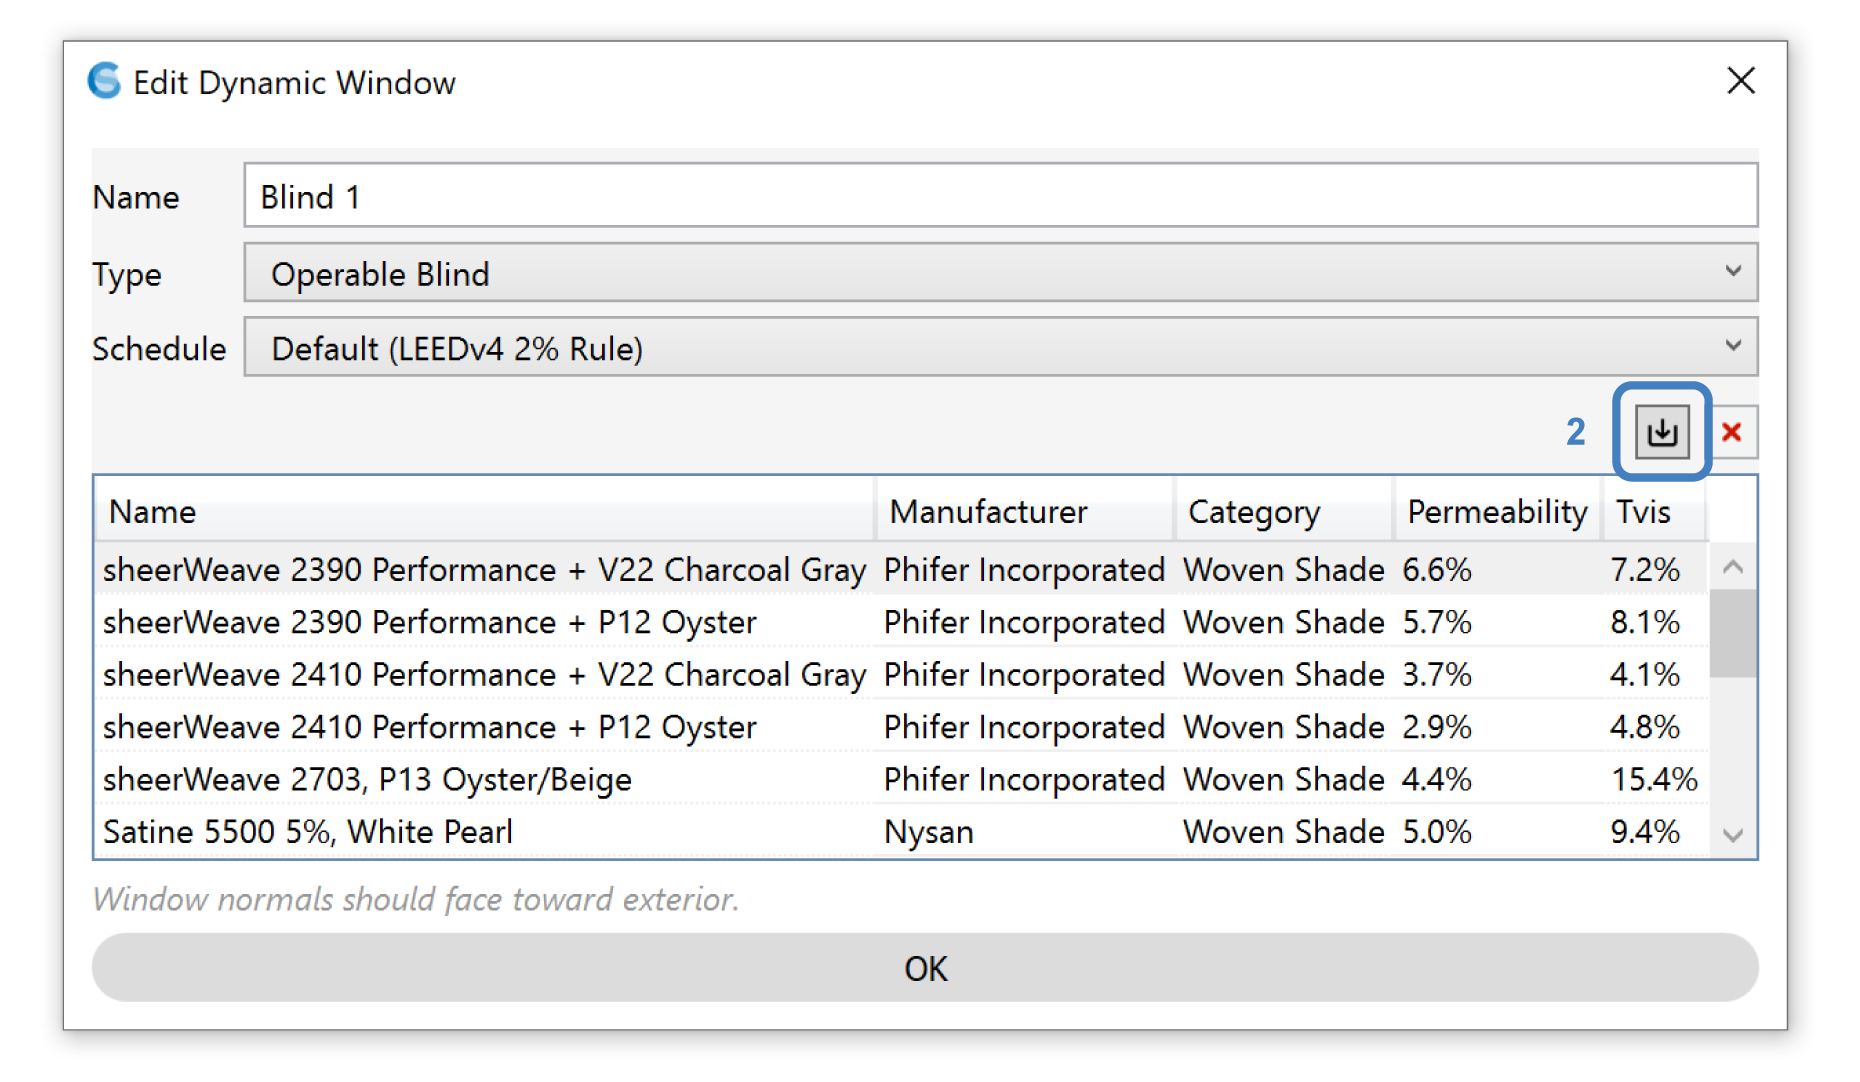 Edit Dynamic Window
Name Blind 1
Type Operable Blind
Schedule Default (LEEDv4 2% Rule)
2
Name Manufacturer Category Permeability Tvis
sheerWeave 2390 Performance + V22 Charcoal Gray Phifer Incorporated Woven Shade 6.6% 7.2%
sheerWeave 2390 Performance + P12 Oyster Phifer Incorporated Woven Shade 5.7% 8.1%
sheerWeave 2410 Performance + V22 Charcoal Gray Phifer Incorporated Woven Shade 3.7% 4.1%
sheerWeave 2410 Performance + P12 Oyster Phifer Incorporated Woven Shade 2.9% 4.8%
sheerWeave 2703, P13 Oyster/Beige Phifer Incorporated Woven Shade 4.4% 15.4%
Satine 5500 5%, White Pearl Nysan Woven Shade 5.0% 9.4%
Window normals should face toward exterior.
OK